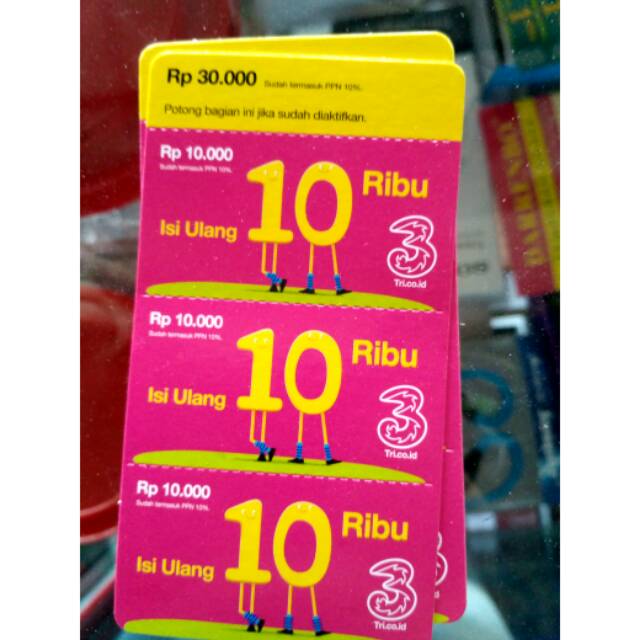 Rp 30.000 Sudah termasuk PPN 10%.
Potong bagian ini jika sudah diaktifkan.
Rp 10.000
Sudah termasuk PPN 10%.
Isi Ulang 10 Ribu
3
Tri.co.id
Rp 10.000
Sudah termasuk PPN 10%.
Isi Ulang 10 Ribu
3
Tri.co.id
Rp 10.000
Sudah termasuk PPN 10%.
Isi Ulang 10 Ribu
3
Tri.co.id